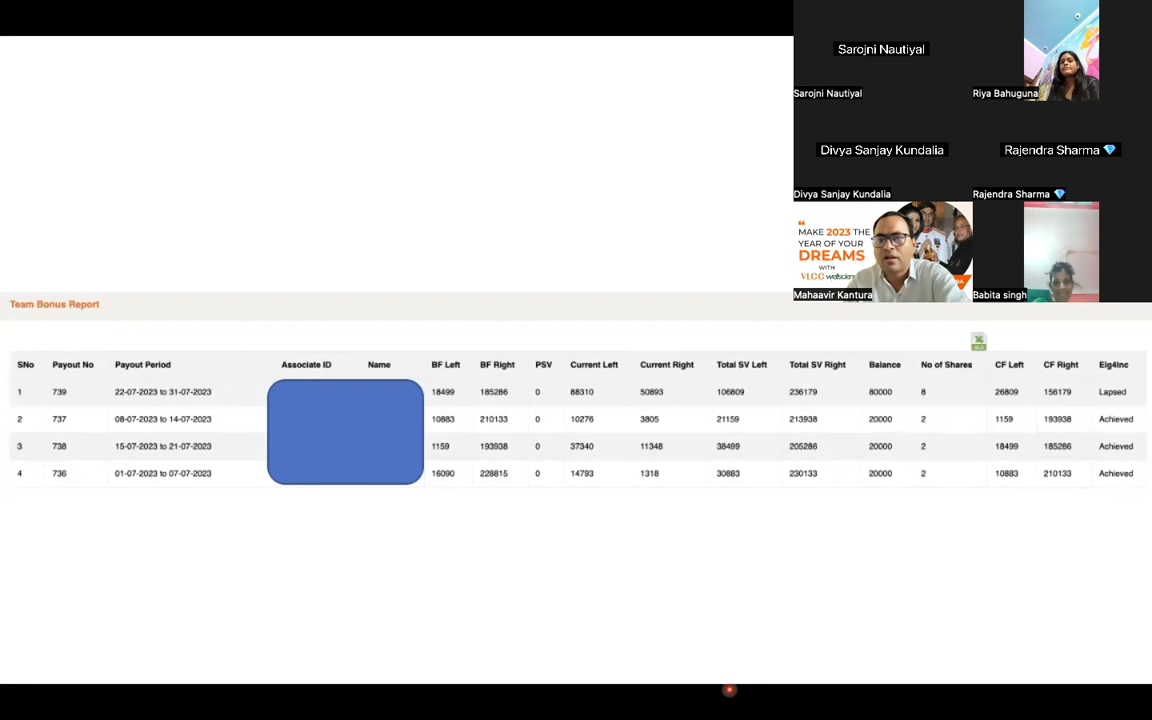 Sarojni Nautiyal
Sarojni Nautiyal
Riya Bahuguna
Divya Sanjay Kundalia
Rajendra Sharma 💎
Divya Sanjay Kundalia
Rajendra Sharma 💎
MAKE 2023 THE
YEAR OF YOUR
DREAMS
WITH
VLCC wellscience
Mahaavir Kantura
Babita singh
Team Bonus Report
SNo Payout No Payout Period Associate ID Name BF Left BF Right PSV Current Left Current Right Total SV Left Total SV Right Balance No of Shares CF Left CF Right Elg4Inc
1 739 22-07-2023 to 31-07-2023 18499 185286 0 88310 50893 106809 236179 80000 8 26809 156179 Lapsed
2 737 08-07-2023 to 14-07-2023 10883 210133 0 10276 3805 21159 213938 20000 2 1159 193938 Achieved
3 738 15-07-2023 to 21-07-2023 1159 193938 0 37340 11348 38499 205286 20000 2 18499 185286 Achieved
4 736 01-07-2023 to 07-07-2023 16090 228815 0 14793 1318 30883 230133 20000 2 10883 210133 Achieved